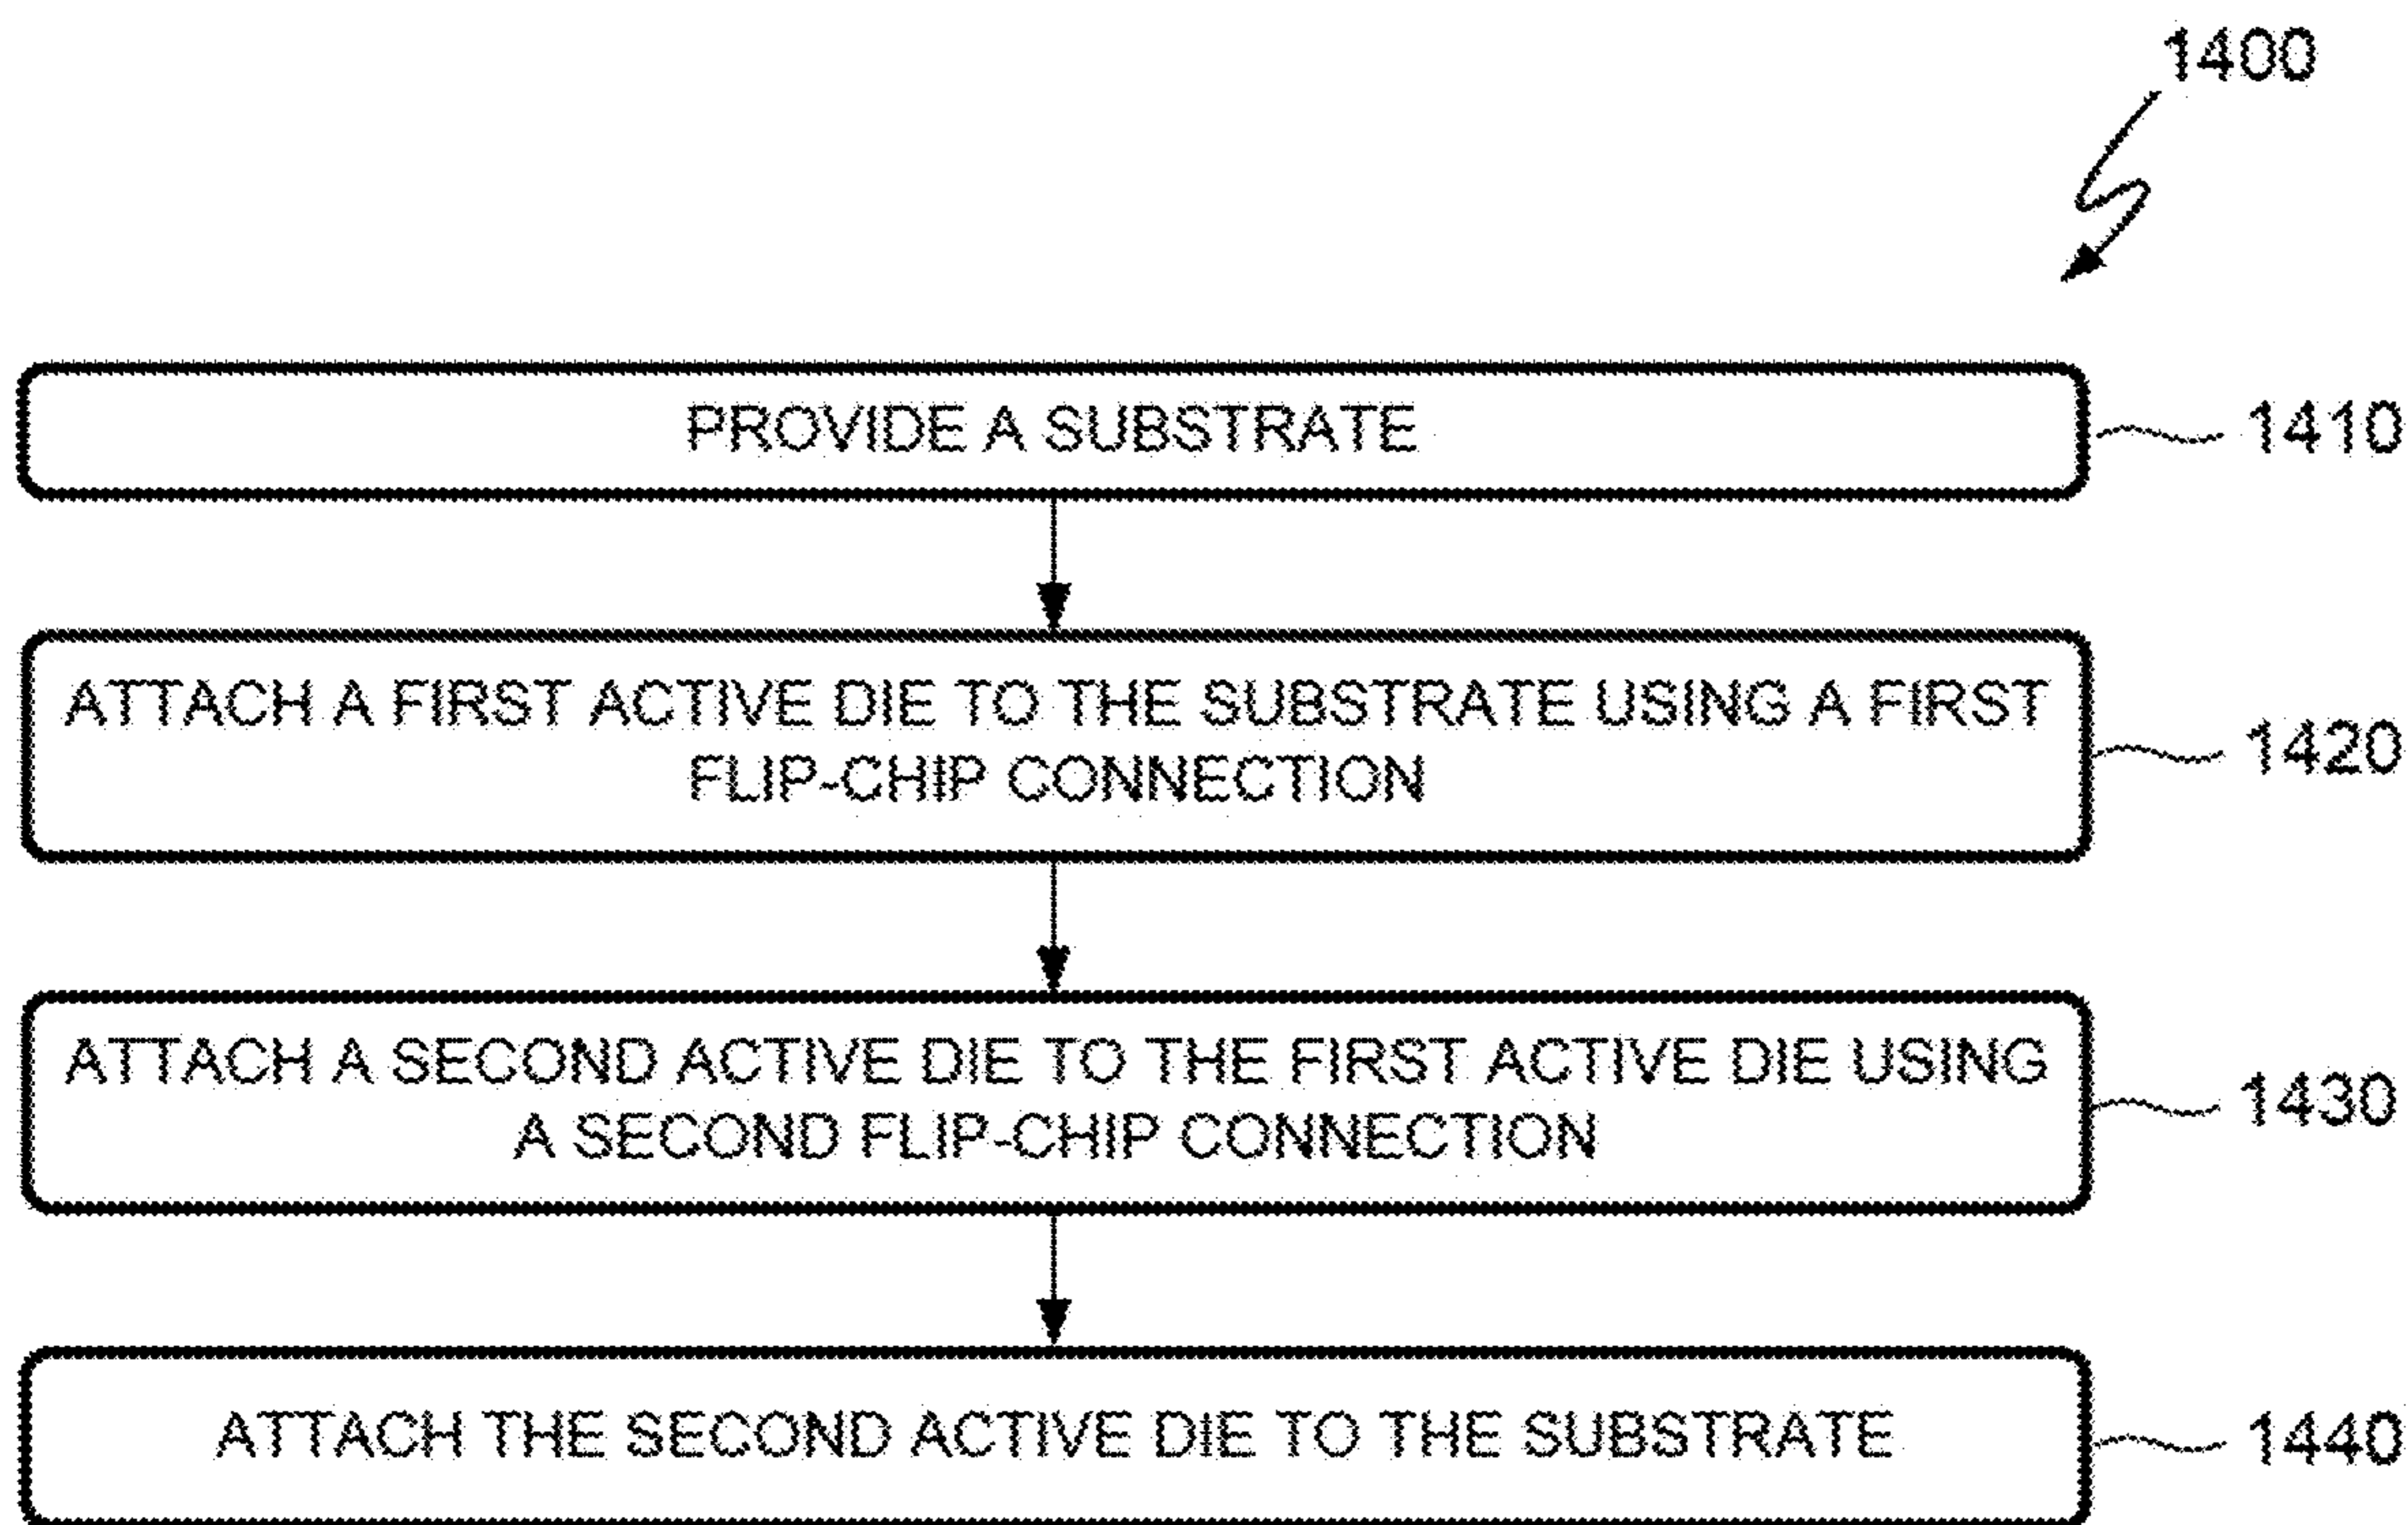 1400
PROVIDE A SUBSTRATE
1410
ATTACH A FIRST ACTIVE DIE TO THE SUBSTRATE USING A FIRST
FLIP-CHIP CONNECTION
1420
ATTACH A SECOND ACTIVE DIE TO THE FIRST ACTIVE DIE USING
A SECOND FLIP-CHIP CONNECTION
1430
ATTACH THE SECOND ACTIVE DIE TO THE SUBSTRATE
1440